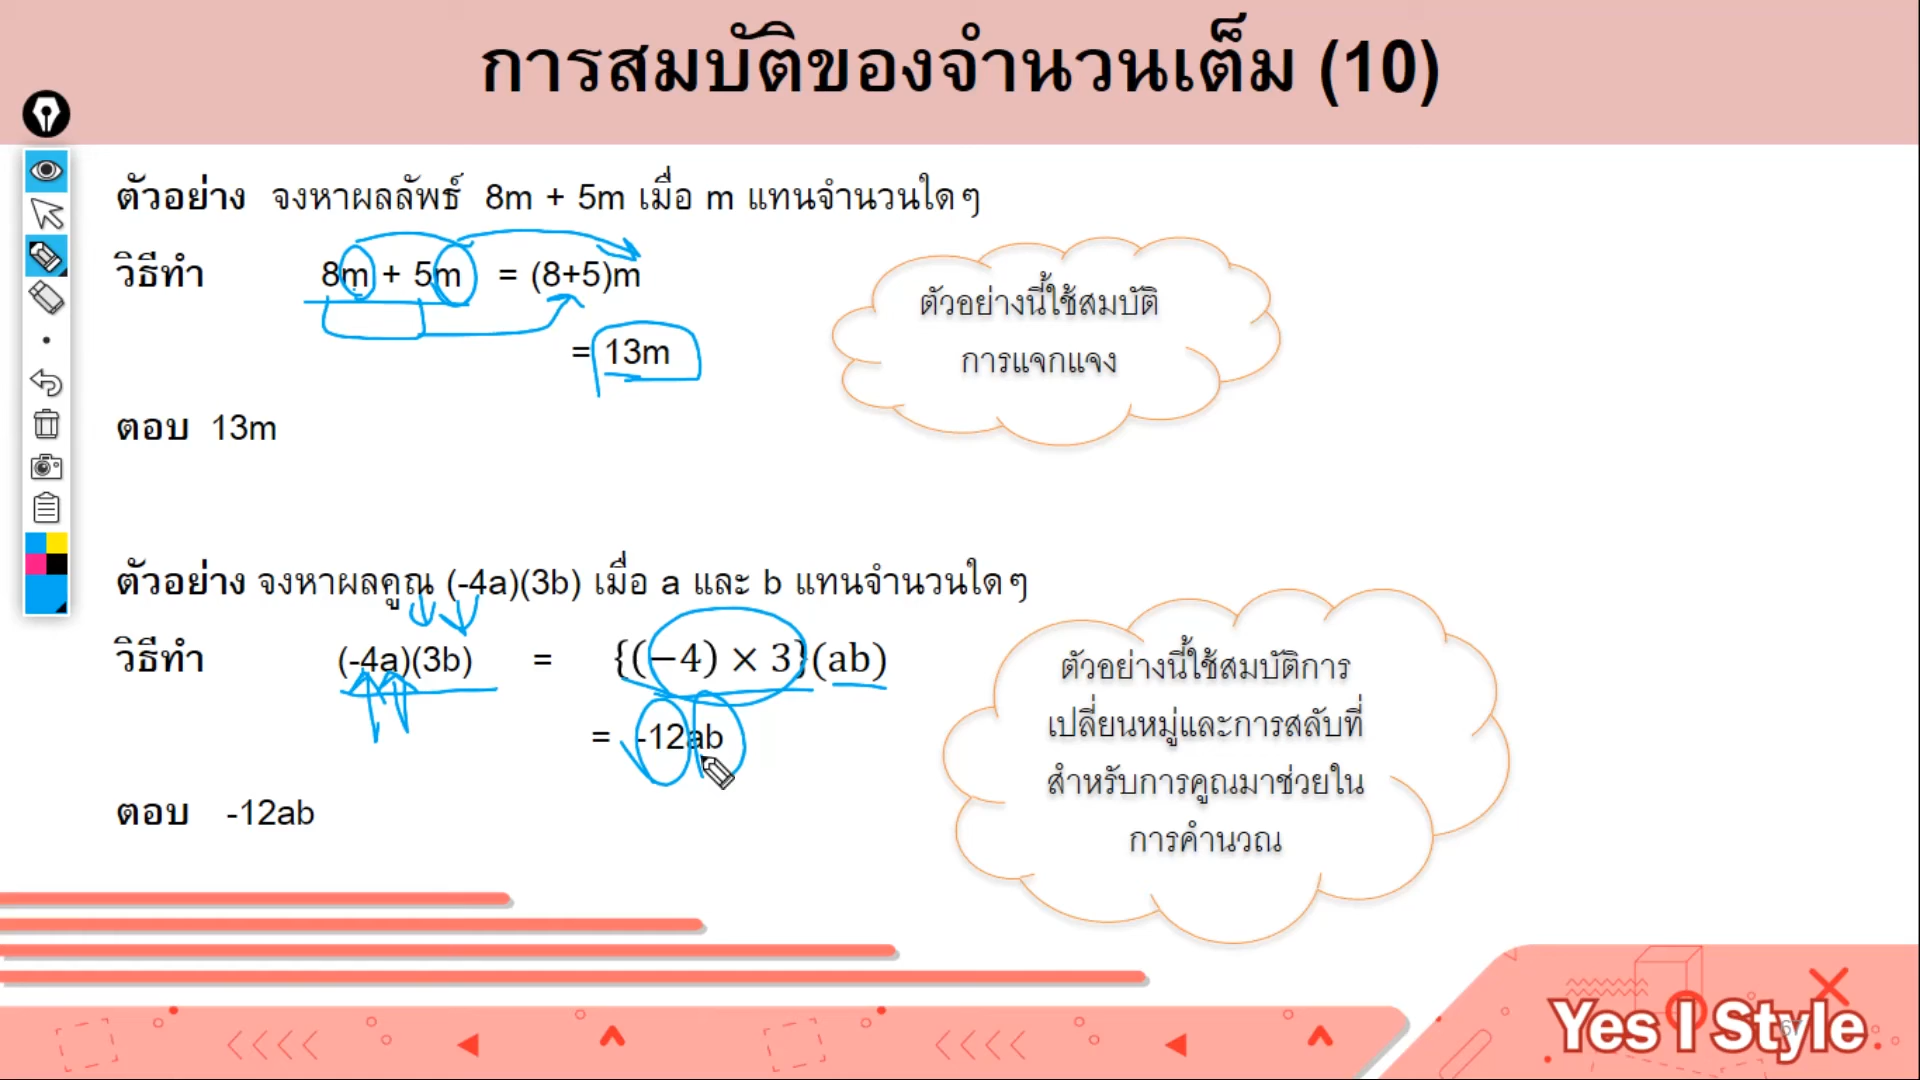 การสมบัติของจำนวนเต็ม (10)
ตัวอย่าง จงหาผลลัพธ์ 8m + 5m เมื่อ m แทนจำนวนใดๆ
วิธีทำ 8m + 5m = (8+5)m
= 13m
ตอบ 13m
ตัวอย่างนี้ใช้สมบัติ
การแจกแจง
ตัวอย่าง จงหาผลคูณ (-4a)(3b) เมื่อ a และ b แทนจำนวนใดๆ
วิธีทำ (-4a)(3b) = {(−4) × 3}(ab)
= -12ab
ตอบ -12ab
ตัวอย่างนี้ใช้สมบัติการ
เปลี่ยนหมู่และการสลับที่
สำหรับการคูณมาช่วยใน
การคำนวณ
Yes I Style